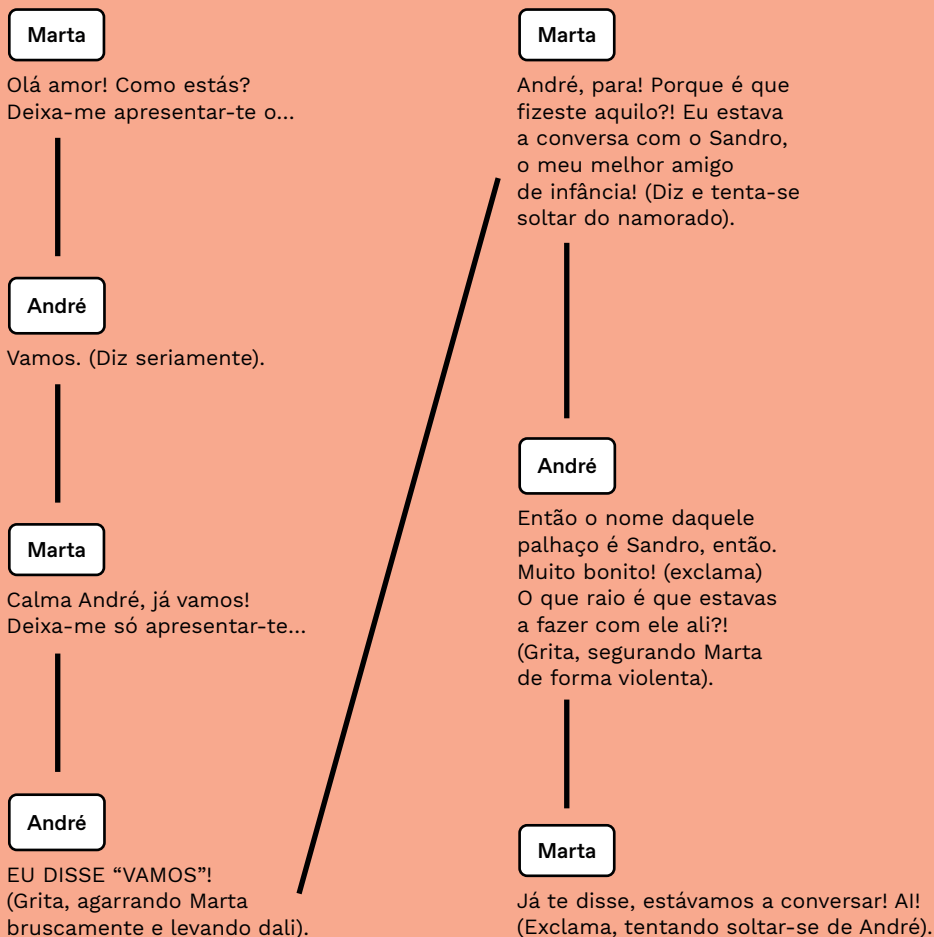 Marta
Olá amor! Como estás?
Deixa-me apresentar-te o...
André
Vamos. (Diz seriamente).
Marta
Calma André, já vamos!
Deixa-me só apresentar-te...
André
EU DISSE “VAMOS”!
(Grita, agarrando Marta
bruscamente e levando dali).
Marta
André, para! Porque é que
fizeste aquilo?! Eu estava
a conversa com o Sandro,
o meu melhor amigo
de infância! (Diz e tenta-se
soltar do namorado).
André
Então o nome daquele
palhaço é Sandro, então.
Muito bonito! (exclama)
O que raio é que estavas
a fazer com ele ali?!
(Grita, segurando Marta
de forma violenta).
Marta
Já te disse, estávamos a conversar! AI!
(Exclama, tentando soltar-se de André).